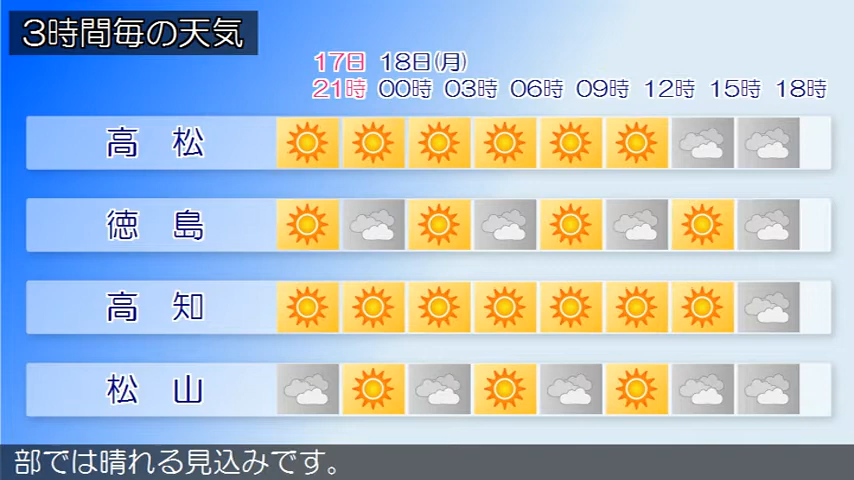 3時間毎の天気
17日 18日(月)
21時 00時 03時 06時 09時 12時 15時 18時
高松
徳島
高知
松山
部では晴れる見込みです。